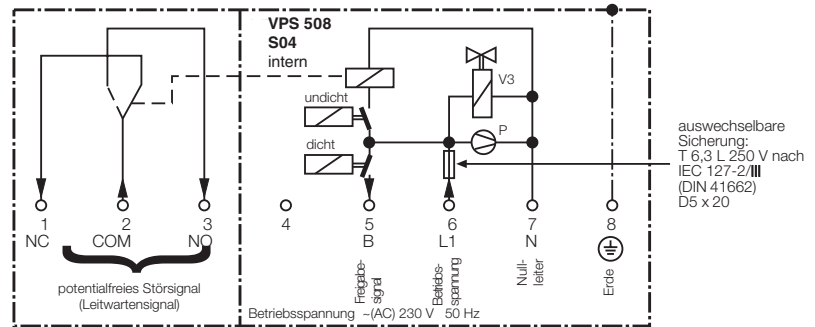 VPS 508
S04
intern
undicht
dicht
V3
P
auswechselbare
Sicherung:
T 6,3 L 250 V nach
IEC 127-2/III
(DIN 41662)
D5 x 20
1
2
3
4
5
6
7
8
NC
COM
NO
B
L1
N
potentialfreies Störsignal
(Leitwartensignal)
Freigabe-
signal
Betriebs-
spannung
Null-
leiter
Erde
Betriebsspannung ~(AC) 230 V 50 Hz